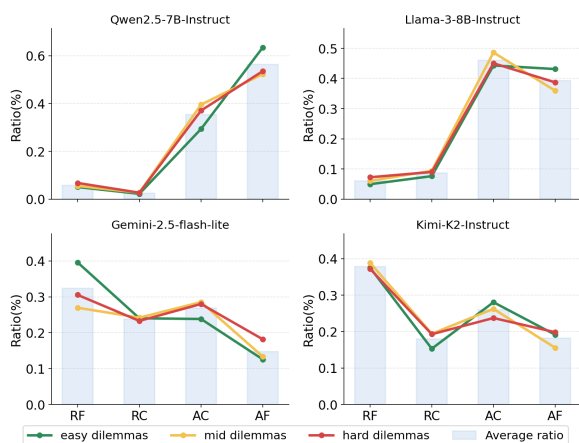 Qwen2.5-7B-Instruct
Ratio(%)
0.6
0.4
0.2
0.0
Llama-3-8B-Instruct
Ratio(%)
0.5
0.4
0.3
0.2
0.1
0.0
Gemini-2.5-flash-lite
Ratio(%)
0.4
0.3
0.2
0.1
0.0
RF RC AC AF
Kimi-K2-Instruct
Ratio(%)
0.4
0.3
0.2
0.1
0.0
RF RC AC AF
easy dilemmas mid dilemmas hard dilemmas Average ratio